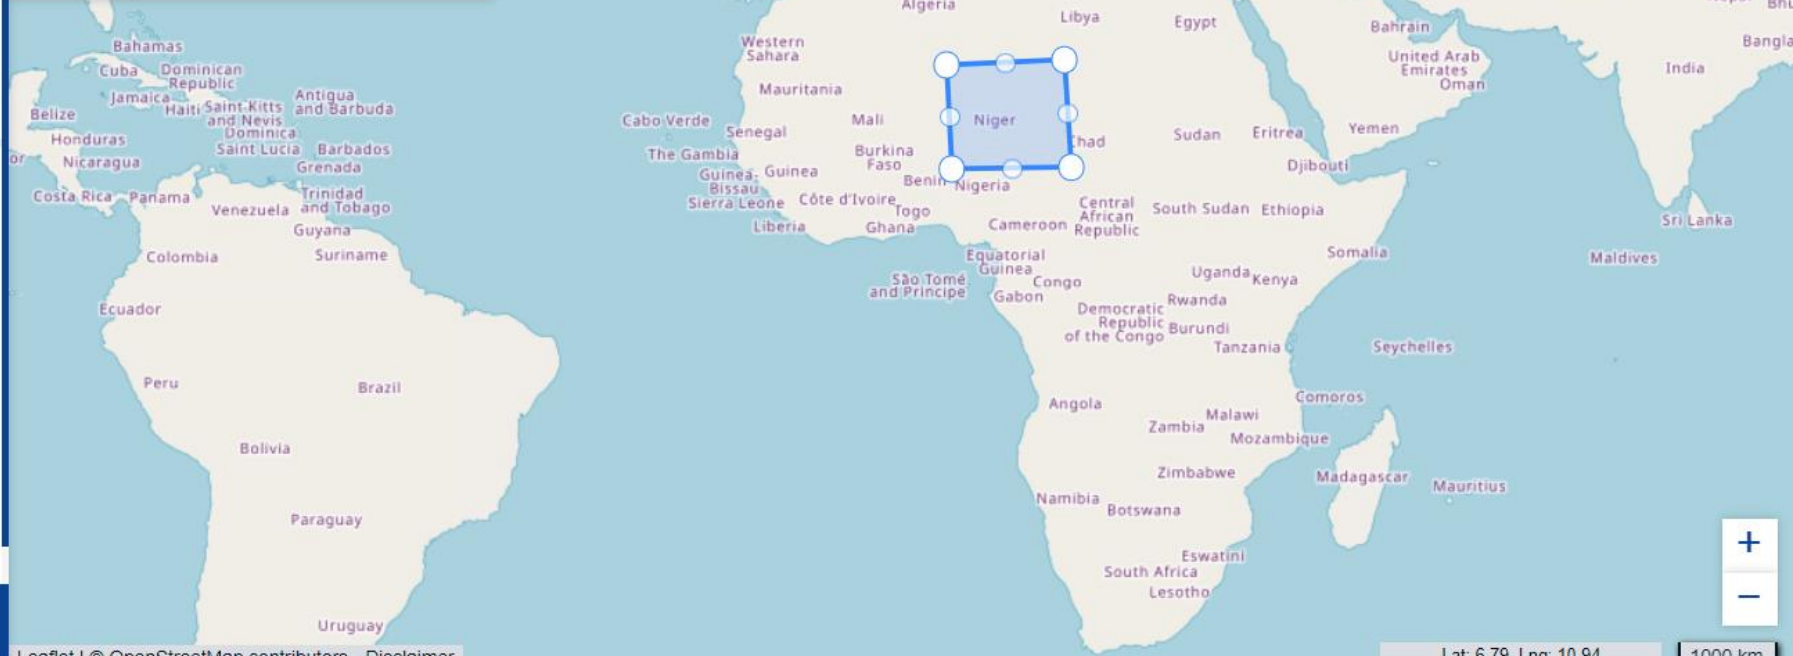 Algeria
Libya
Egypt
Bahrain
Bahamas
Western
Sahara
United Arab
Emirates
Oman
India
Cuba
Dominican
Republic
Mauritania
Jamaica
Haiti
Saint Kitts
and Nevis
Antigua
and Barbuda
Belize
Cabo Verde
Senegal
Mali
Niger
Chad
Sudan
Eritrea
Yemen
Honduras
Dominica
Saint Lucia
Barbados
The Gambia
Burkina
Faso
Nicaragua
Grenada
Guinea-
Bissau
Guinea
Djibouti
Benin
Nigeria
Costa Rica
Panama
Venezuela
Trinidad
and Tobago
Sierra Leone
Côte d'Ivoire
Togo
Central
African
Republic
South Sudan
Ethiopia
Sri Lanka
Guyana
Liberia
Ghana
Cameroon
Colombia
Suriname
Equatorial
Guinea
Somalia
Maldives
São Tomé
and Príncipe
Congo
Gabon
Uganda
Kenya
Rwanda
Ecuador
Democratic
Republic
of the Congo
Burundi
Tanzania
Seychelles
Peru
Brazil
Angola
Comoros
Malawi
Zambia
Mozambique
Bolivia
Zimbabwe
Madagascar
Mauritius
Namibia
Botswana
Paraguay
Eswatini
South Africa
Lesotho
Uruguay
+
−
Leaflet | © OpenStreetMap contributors - Disclaimer
Lat: 6.79, Lng: 10.94
1000 km